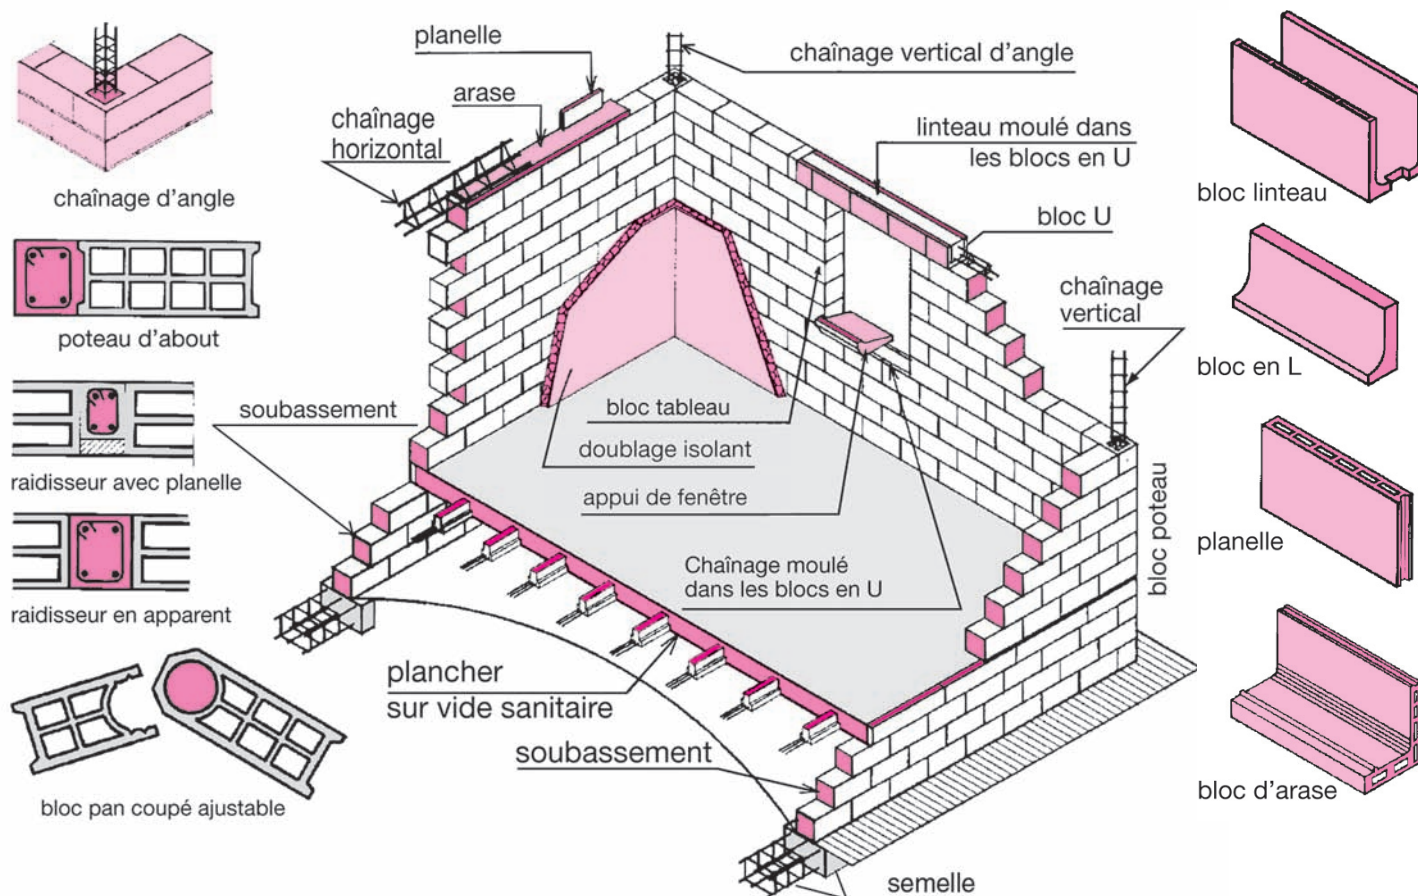 chaînage d'angle
poteau d'about
raidisseur avec planelle
raidisseur en apparent
bloc pan coupé ajustable
planelle
arase
chaînage
horizontal
soubassement
chaînage vertical d'angle
linteau moulé dans
les blocs en U
bloc U
chaînage
vertical
bloc tableau
doublage isolant
appui de fenêtre
Chaînage moulé
dans les blocs en U
bloc poteau
plancher
sur vide sanitaire
soubassement
semelle
bloc linteau
bloc en L
planelle
bloc d'arase